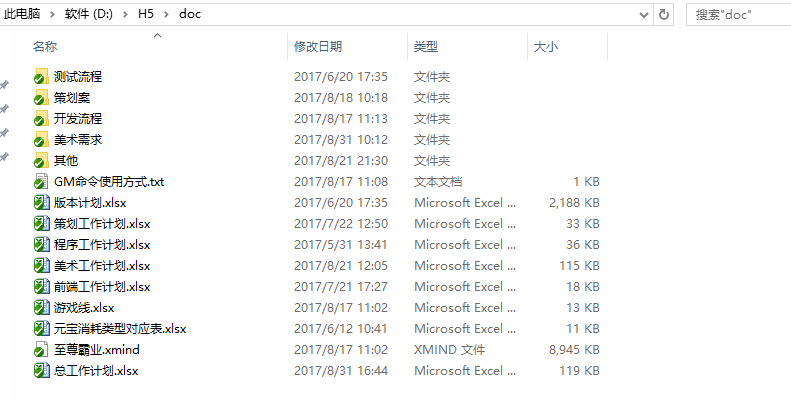 此电脑 > 软件 (D:) > H5 > doc
搜索"doc"
名称 修改日期 类型 大小
测试流程 2017/6/20 17:35 文件夹
策划案 2017/8/18 10:18 文件夹
开发流程 2017/8/17 11:13 文件夹
美术需求 2017/8/31 10:12 文件夹
其他 2017/8/21 21:30 文件夹
GM命令使用方式.txt 2017/8/17 11:08 文本文档 1 KB
版本计划.xlsx 2017/6/20 17:35 Microsoft Excel ... 2,188 KB
策划工作计划.xlsx 2017/7/22 12:50 Microsoft Excel ... 33 KB
程序工作计划.xlsx 2017/5/31 13:41 Microsoft Excel ... 36 KB
美术工作计划.xlsx 2017/8/21 12:05 Microsoft Excel ... 115 KB
前端工作计划.xlsx 2017/7/21 17:27 Microsoft Excel ... 18 KB
游戏线.xlsx 2017/8/17 11:02 Microsoft Excel ... 13 KB
元宝消耗类型对应表.xlsx 2017/6/12 10:41 Microsoft Excel ... 11 KB
至尊霸业.xmind 2017/8/17 11:02 XMIND 文件 8,945 KB
总工作计划.xlsx 2017/8/31 16:44 Microsoft Excel ... 119 KB